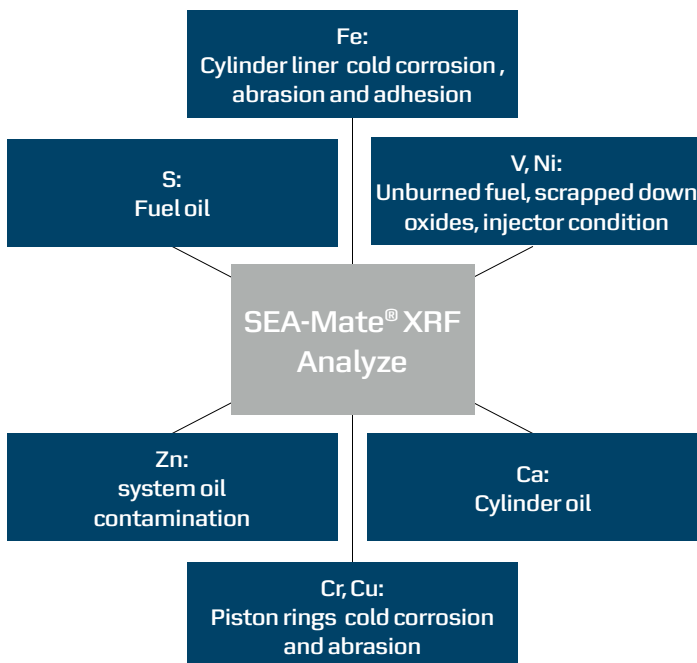 Fe:
Cylinder liner cold corrosion ,
abrasion and adhesion
S:
Fuel oil
V, Ni:
Unburned fuel, scrapped down
oxides, injector condition
SEA-Mate® XRF
Analyze
Zn:
system oil
contamination
Ca:
Cylinder oil
Cr, Cu:
Piston rings cold corrosion
and abrasion